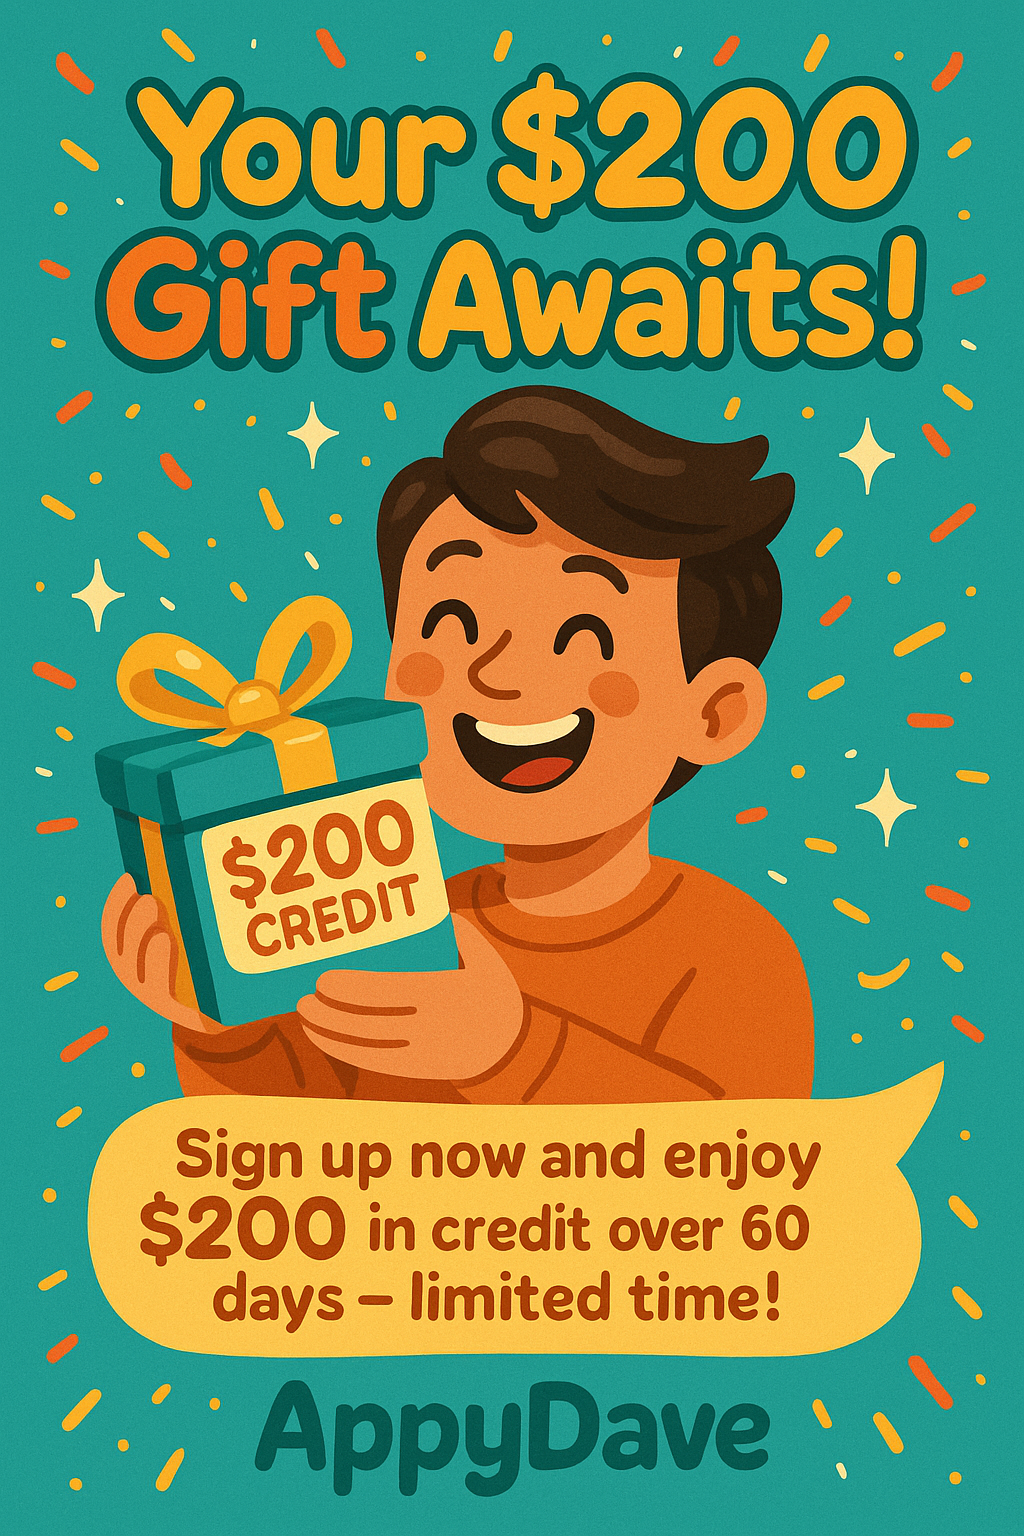 Your $200
Gift Awaits!
$200
CREDIT
Sign up now and enjoy
$200 in credit over 60
days – limited time!
AppyDave